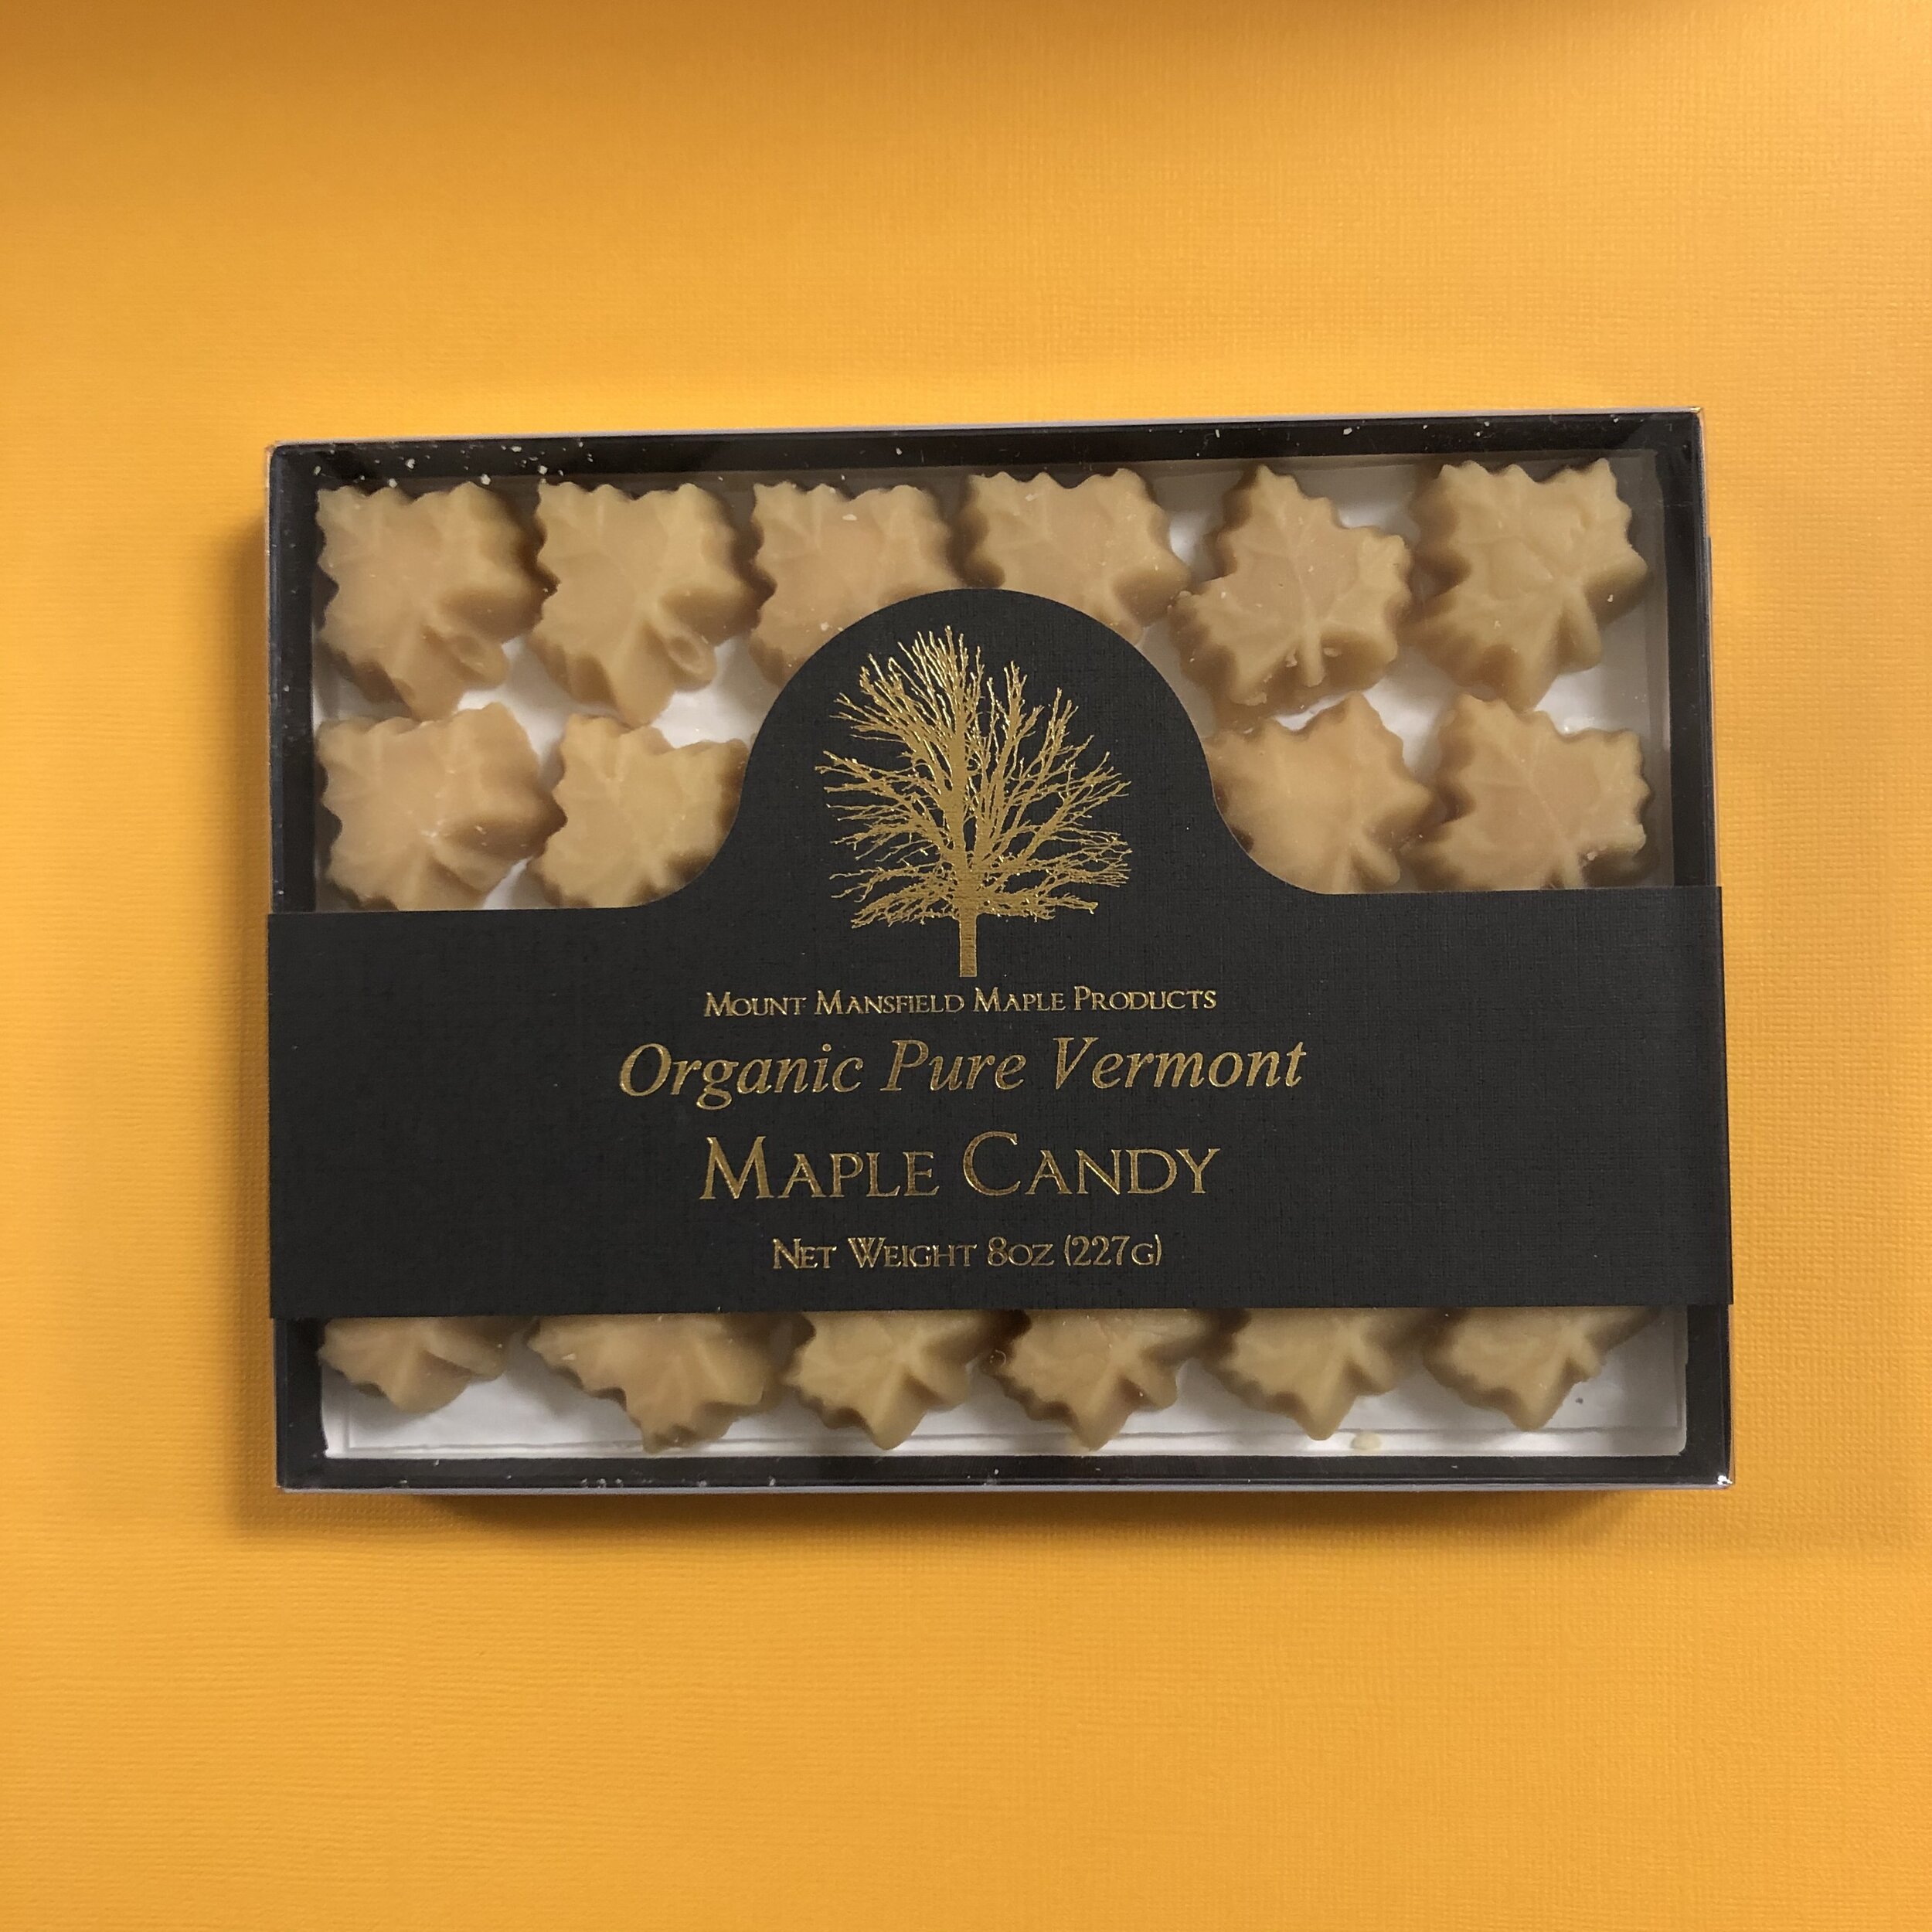 Mount Mansfield Maple Products
Organic Pure Vermont
Maple Candy
Net Weight 8oz (227g)